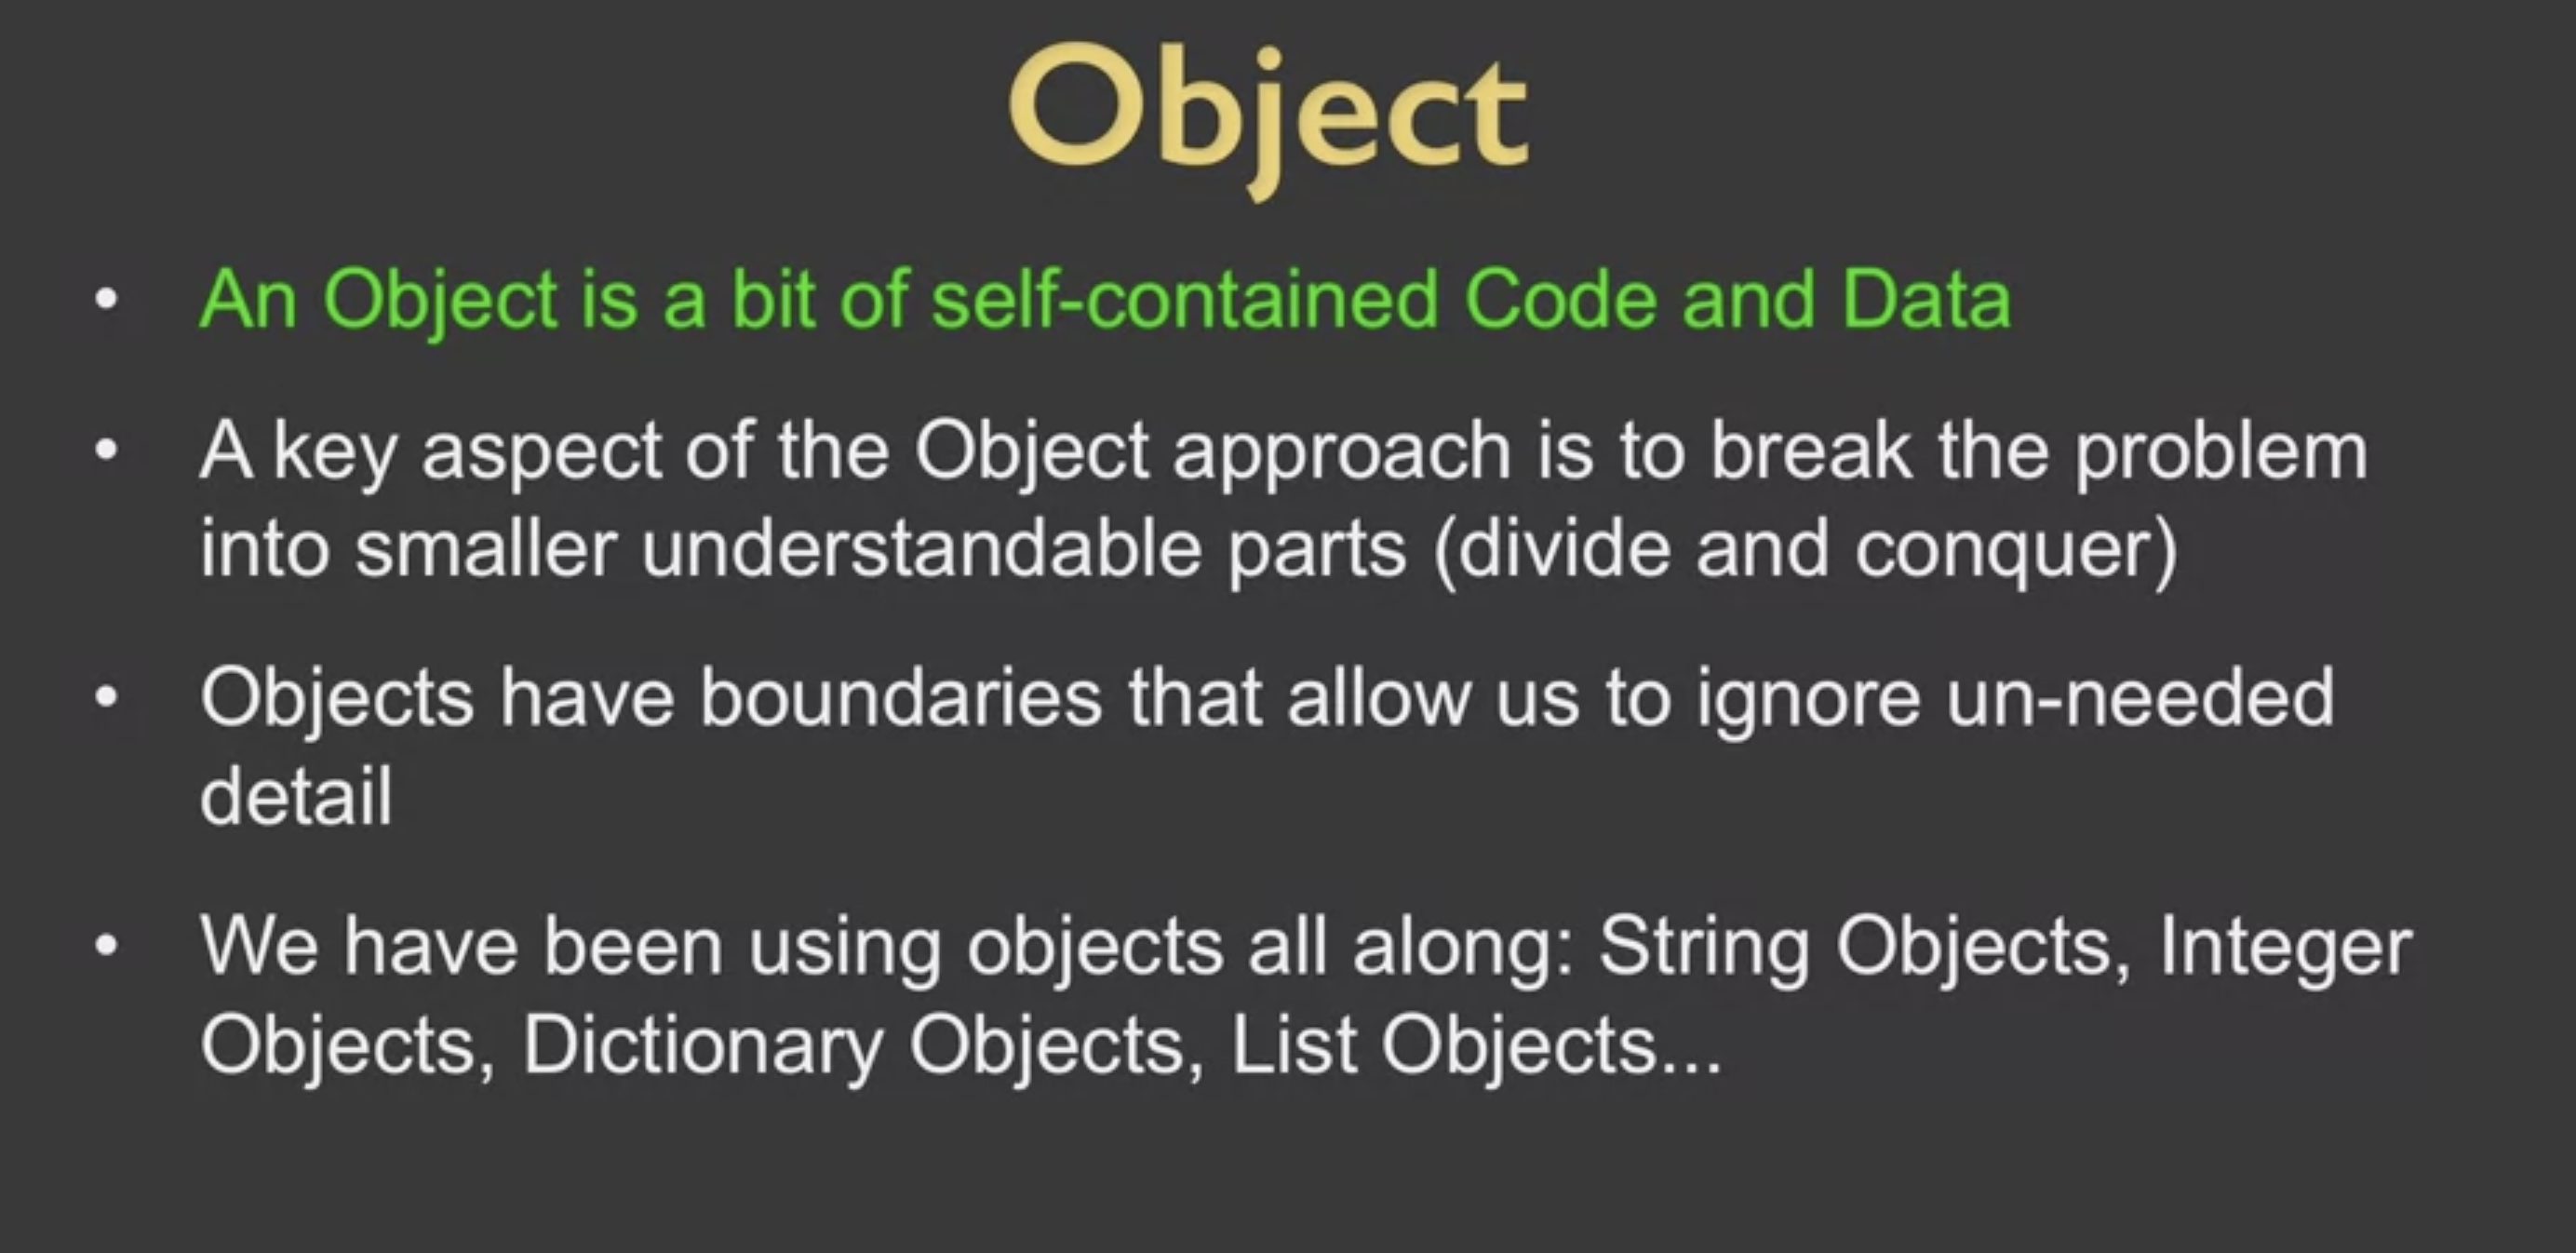 Object
• An Object is a bit of self-contained Code and Data
• A key aspect of the Object approach is to break the problem
into smaller understandable parts (divide and conquer)
• Objects have boundaries that allow us to ignore un-needed
detail
• We have been using objects all along: String Objects, Integer
Objects, Dictionary Objects, List Objects...